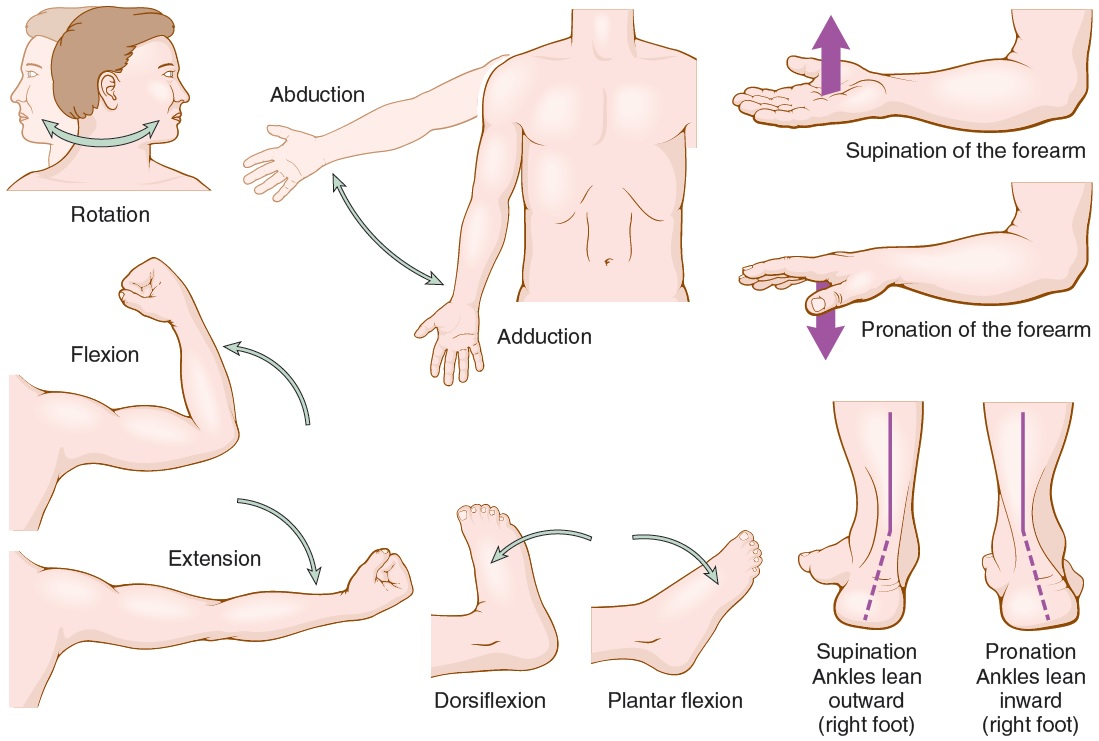 Abduction
Supination of the forearm
Rotation
Adduction
Pronation of the forearm
Flexion
Extension
Dorsiflexion
Plantar flexion
Supination
Ankles lean
outward
(right foot)
Pronation
Ankles lean
inward
(right foot)